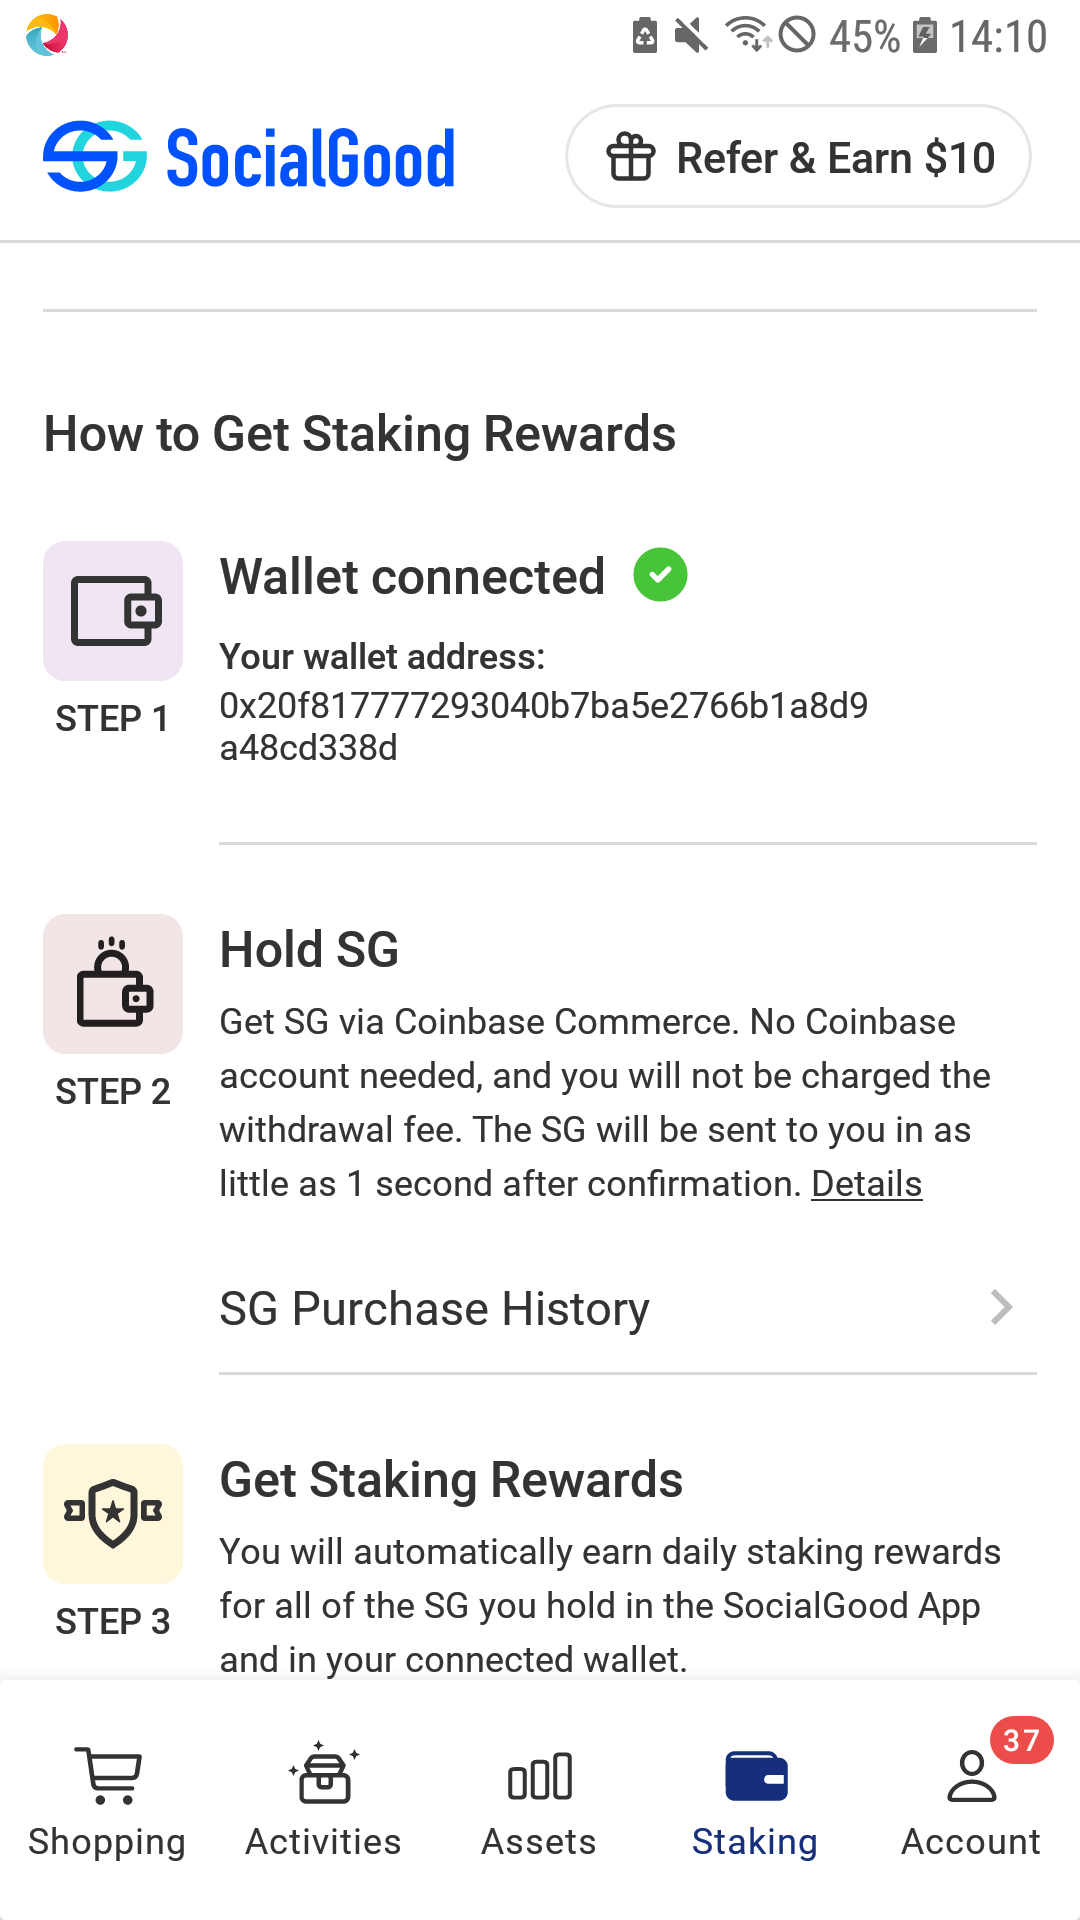 45% 14:10
SG SocialGood
Refer & Earn $10
How to Get Staking Rewards
Wallet connected
Your wallet address:
0x20f817777293040b7ba5e2766b1a8d9
a48cd338d
STEP 1
Hold SG
Get SG via Coinbase Commerce. No Coinbase
account needed, and you will not be charged the
withdrawal fee. The SG will be sent to you in as
little as 1 second after confirmation. Details
STEP 2
SG Purchase History
Get Staking Rewards
You will automatically earn daily staking rewards
for all of the SG you hold in the SocialGood App
and in your connected wallet.
STEP 3
37
Shopping
Activities
Assets
Staking
Account